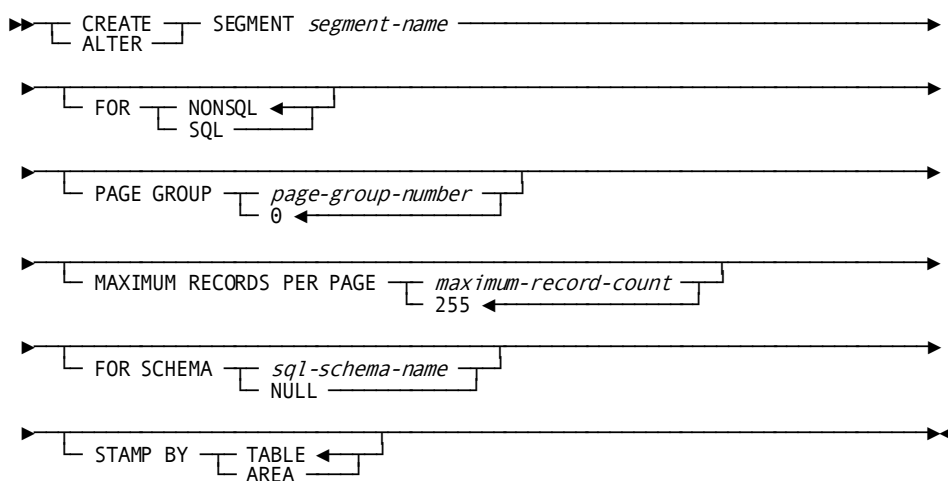 CREATE SEGMENT segment-name
ALTER
FOR NONSQL
SQL
PAGE GROUP page-group-number
0
MAXIMUM RECORDS PER PAGE maximum-record-count
255
FOR SCHEMA sql-schema-name
NULL
STAMP BY TABLE
AREA